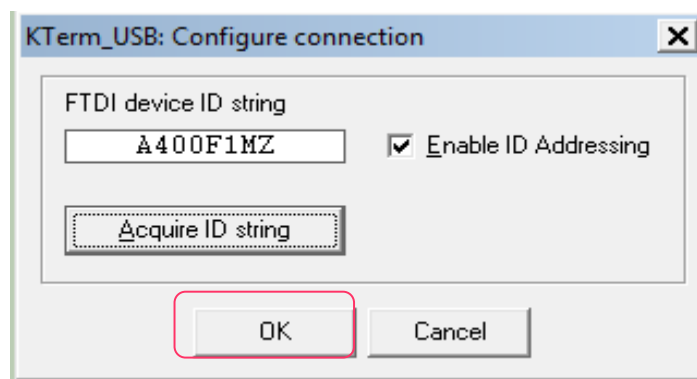 KTerm_USB: Configure connection
FTDI device ID string
A400F1MZ
Enable ID Addressing
Acquire ID string
OK
Cancel